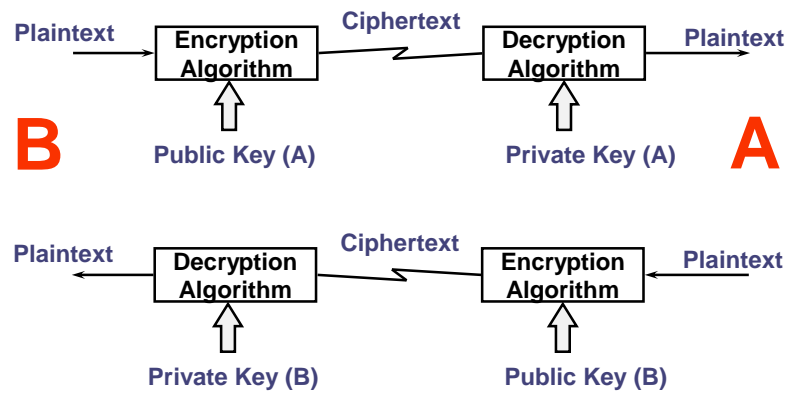 Plaintext
Encryption
Algorithm
Ciphertext
Decryption
Algorithm
Plaintext
B
Public Key (A)
Private Key (A)
A
Plaintext
Decryption
Algorithm
Ciphertext
Encryption
Algorithm
Plaintext
Private Key (B)
Public Key (B)